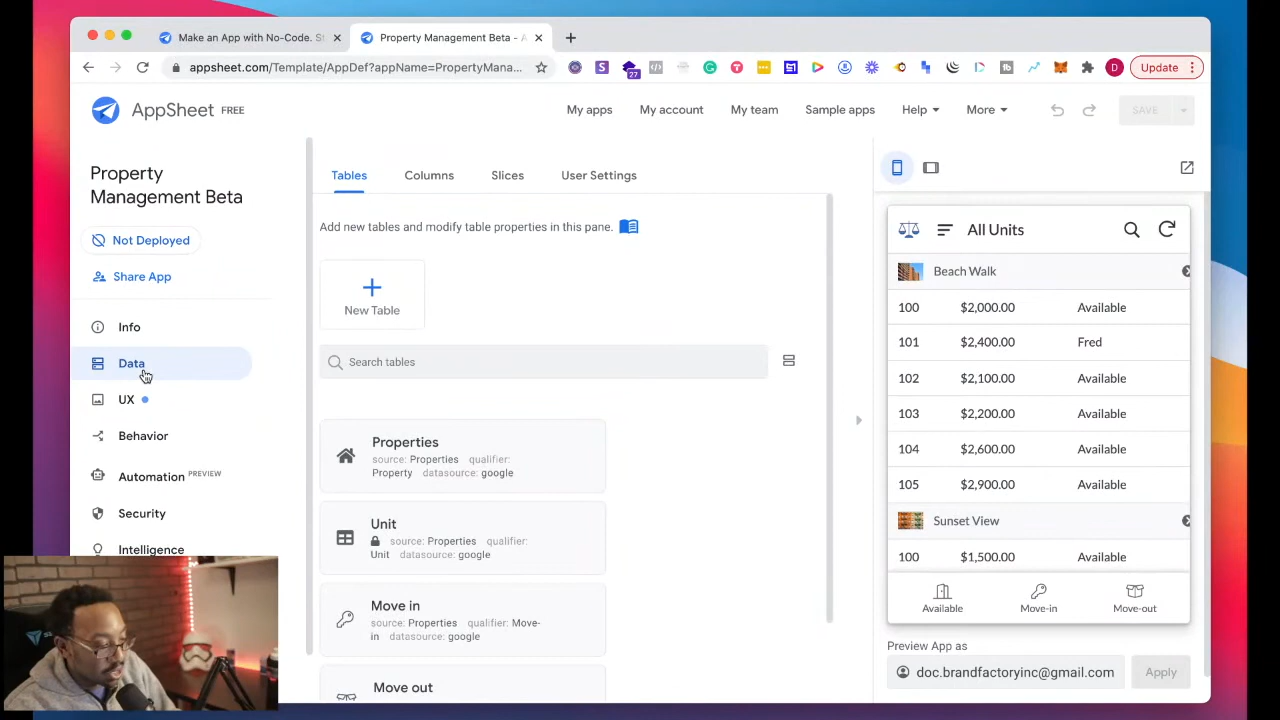 Make an App with No-Code. St
Property Management Beta - A
appsheet.com/Template/AppDef?appName=PropertyMana...
27
D
Update
AppSheet FREE
My apps
My account
My team
Sample apps
Help
More
SAVE
Property
Management Beta
Not Deployed
Share App
Info
Data
UX
Behavior
Automation PREVIEW
Security
Intelligence
Tables
Columns
Slices
User Settings
Add new tables and modify table properties in this pane.
New Table
Search tables
Properties
source: Properties qualifier:
Property datasource: google
Unit
source: Properties qualifier:
Unit datasource: google
Move in
source: Properties qualifier: Move-
in datasource: google
Move out
All Units
Beach Walk
100 $2,000.00 Available
101 $2,400.00 Fred
102 $2,100.00 Available
103 $2,200.00 Available
104 $2,600.00 Available
105 $2,900.00 Available
Sunset View
100 $1,500.00 Available
Available
Move-in
Move-out
Preview App as
doc.brandfactoryinc@gmail.com
Apply